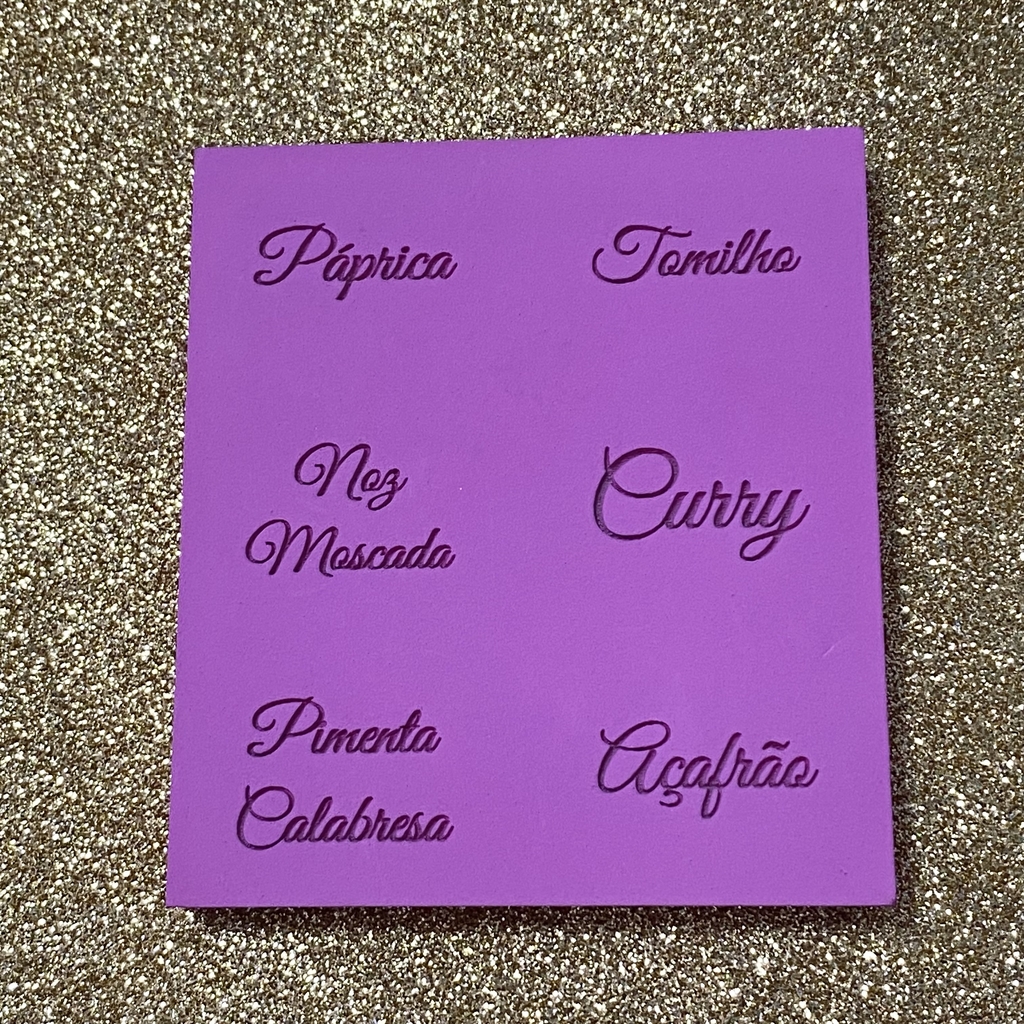 Páprica
Tomilho
Noz
Moscada
Curry
Pimenta
Calabresa
Açafrão